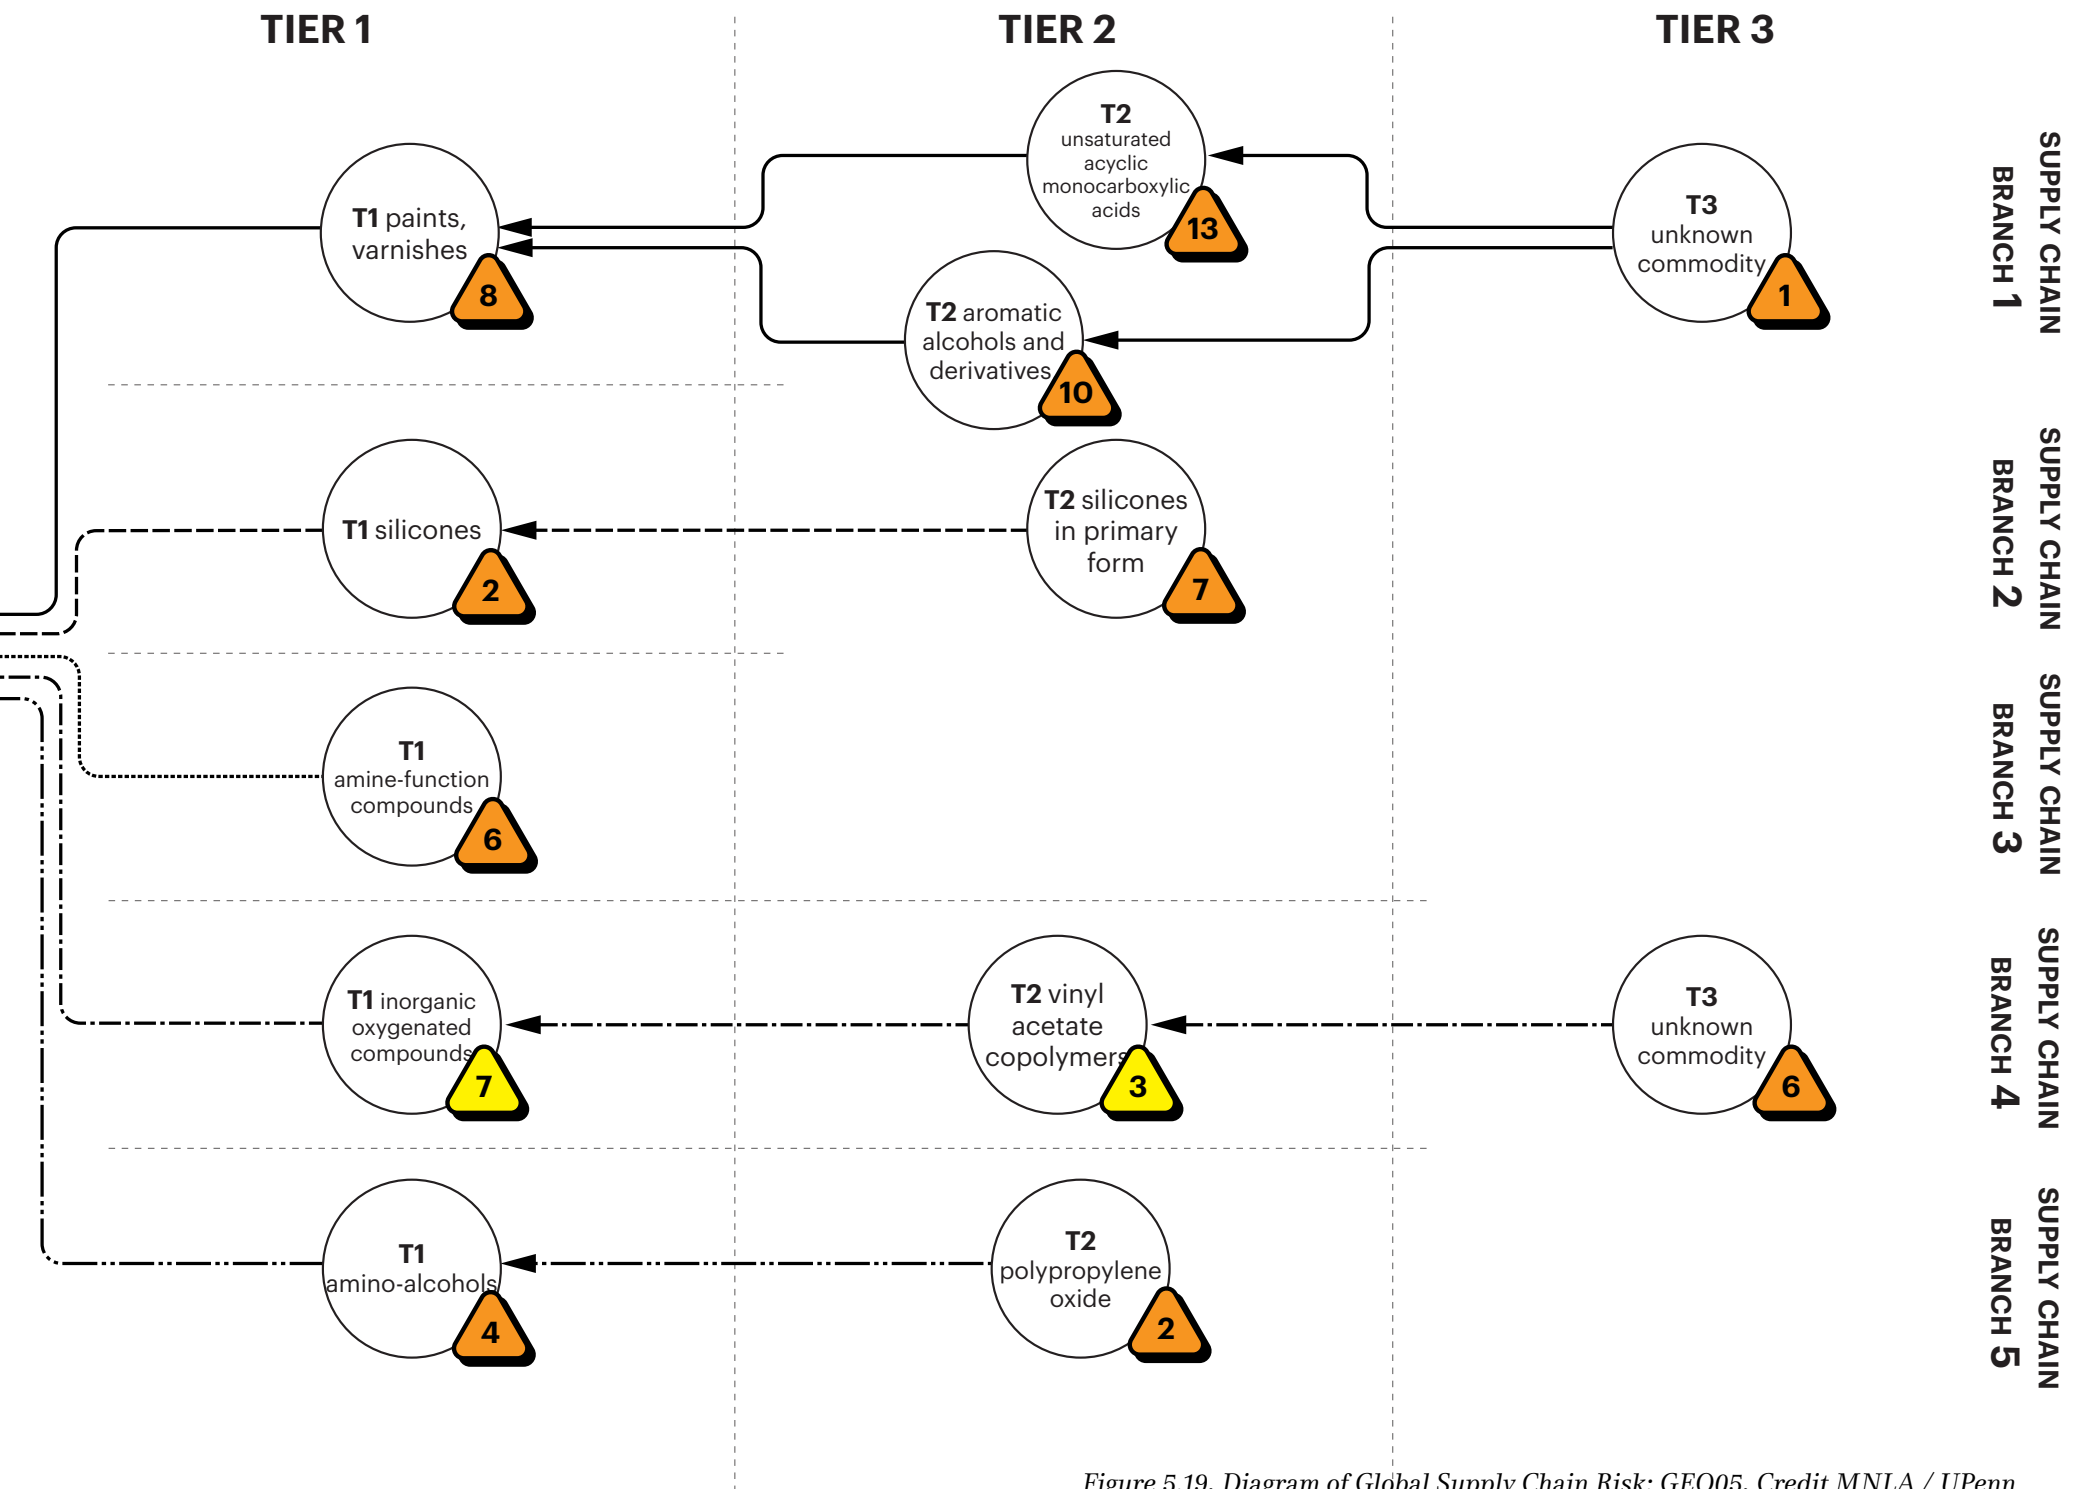 TIER 1
TIER 2
TIER 3
T1 paints,
varnishes
8
T2
unsaturated
acyclic
monocarboxylic
acids
13
T2 aromatic
alcohols and
derivatives
10
T3
unknown
commodity
1
SUPPLY CHAIN
BRANCH 1
T1 silicones
2
T2 silicones
in primary
form
7
SUPPLY CHAIN
BRANCH 2
T1
amine-function
compounds
6
SUPPLY CHAIN
BRANCH 3
T1 inorganic
oxygenated
compounds
7
T2 vinyl
acetate
copolymers
3
T3
unknown
commodity
6
SUPPLY CHAIN
BRANCH 4
T1
amino-alcohols
4
T2
polypropylene
oxide
2
SUPPLY CHAIN
BRANCH 5
Figure 5.19. Diagram of Global Supply Chain Risk: GEO05. Credit MNLA / UPenn